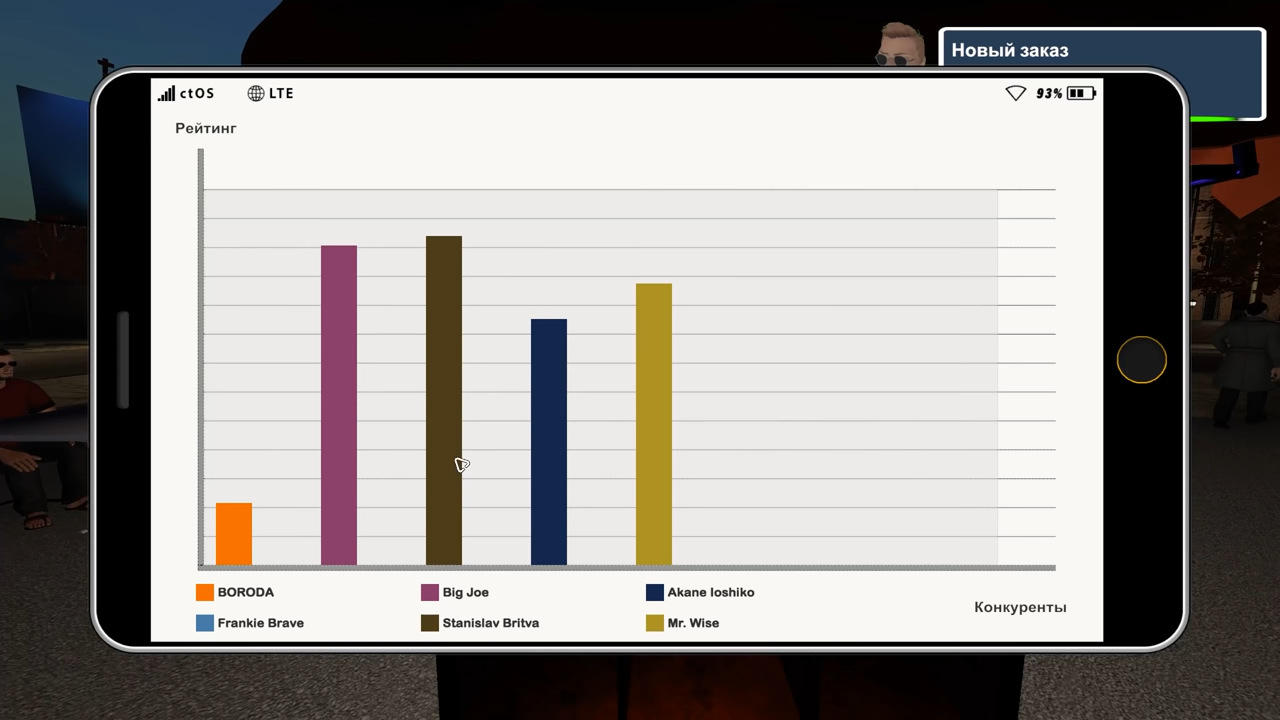 Новый заказ
ctOS LTE 93%
Рейтинг
BORODA Big Joe Akane Ioshiko
Frankie Brave Stanislav Britva Mr. Wise
Конкуренты